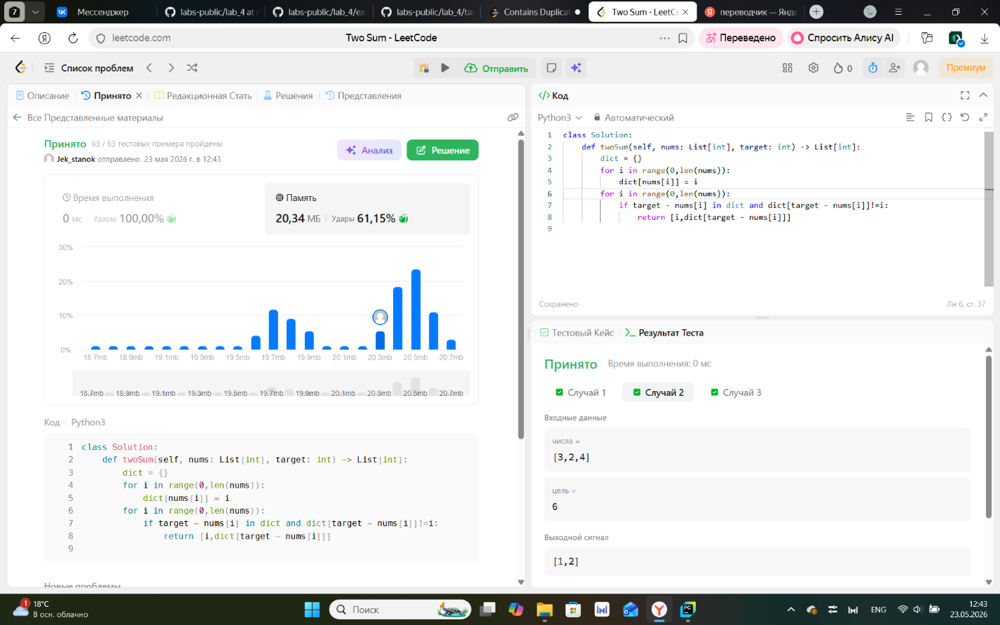 7
Мессенджер
labs-public/lab_4 at
labs-public/lab_4/exa
labs-public/lab_4/tas
Contains Duplicat
Two Sum - LeetCo
переводчик — Янде
leetcode.com
Two Sum - LeetCode
Переведено
Спросить Алису AI
Список проблем
Отправить
0
Премиум
Описание
Принято
Редакционная Стать
Решения
Представления
Все Представленные материалы
Принято 63 / 63 тестовых примера пройдены
Jek_stanok отправлено 23 мая 2026 г. в 12:43
Анализ
Решение
Время выполнения
0 мс Удары 100,00%
Память
20,34 МБ Удары 61,15%
30%
20%
10%
0%
18.7mb 18.9mb 19.1mb 19.3mb 19.5mb 19.7mb 19.9mb 20.1mb 20.3mb 20.5mb 20.7mb
18.7mb 18.9mb 19.1mb 19.3mb 19.5mb 19.7mb 19.9mb 20.1mb 20.3mb 20.5mb 20.7mb
Код Python3
1 class Solution:
2 def twoSum(self, nums: List[int], target: int) -> List[int]:
3 dict = {}
4 for i in range(0,len(nums)):
5 dict[nums[i]] = i
6 for i in range(0,len(nums)):
7 if target - nums[i] in dict and dict[target - nums[i]]!=i:
8 return [i,dict[target - nums[i]]]
9
Новые проблемы
</> Код
Python3 Автоматический
1 class Solution:
2 def twoSum(self, nums: List[int], target: int) -> List[int]:
3 dict = {}
4 for i in range(0,len(nums)):
5 dict[nums[i]] = i
6 for i in range(0,len(nums)):
7 if target - nums[i] in dict and dict[target - nums[i]]!=i:
8 return [i,dict[target - nums[i]]]
9
Сохранено
Лн 6, ст. 37
Тестовый Кейс
Результат Теста
Принято Время выполнения: 0 мс
Случай 1
Случай 2
Случай 3
Входные данные
числа =
[3,2,4]
цель =
6
Выходной сигнал
[1,2]
1
18°C
В осн. облачно
Поиск
PC
ENG
12:43
23.05.2026